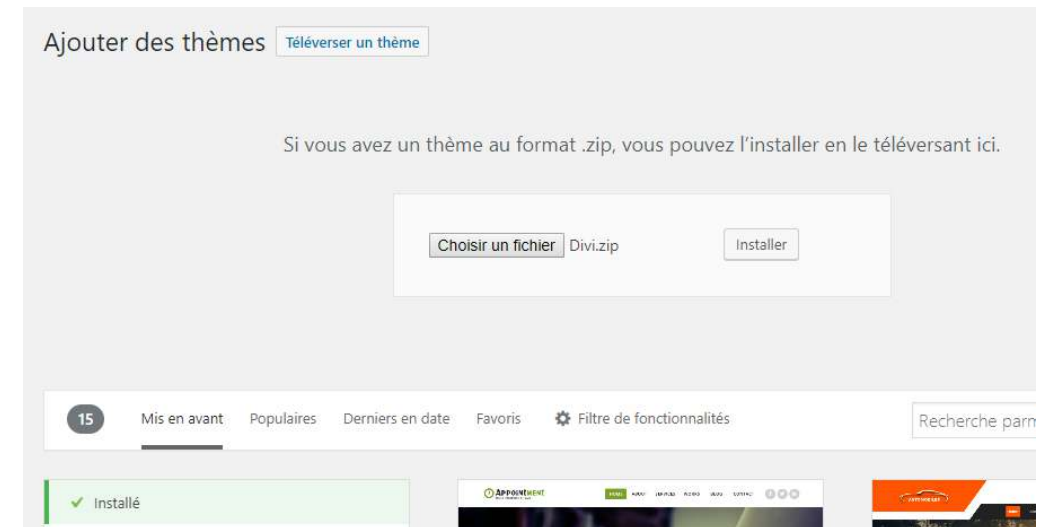 Ajouter des thèmes Téléverser un thème
Si vous avez un thème au format .zip, vous pouvez l’installer en le téléversant ici.
Choisir un fichier Divi.zip Installer
15 Mis en avant Populaires Derniers en date Favoris Filtre de fonctionnalités Recherche parm
Installé
APPOINTMENT